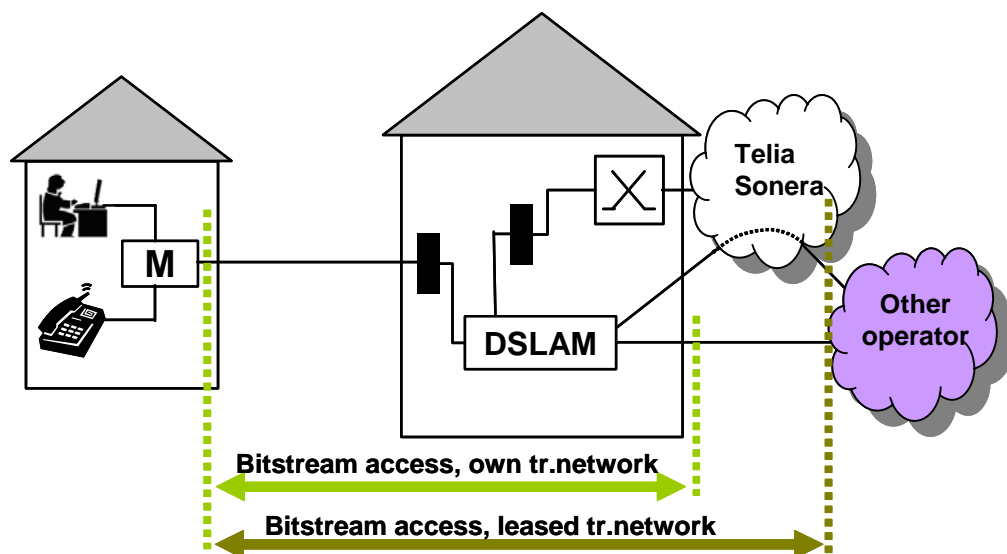 Telia
Sonera
M
Other
operator
DSLAM
Bitstream access, own tr.network
Bitstream access, leased tr.network